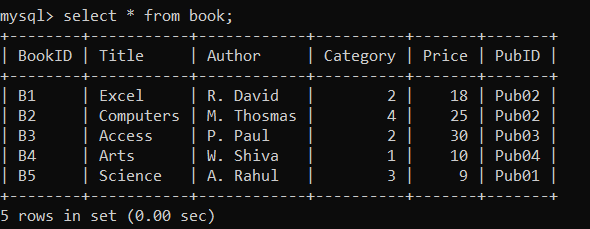 mysql> select * from book;
+--------+-----------+------------+----------+-------+-------+
| BookID | Title     | Author     | Category | Price | PubID |
+--------+-----------+------------+----------+-------+-------+
| B1     | Excel     | R. David   |        2 |    18 | Pub02 |
| B2     | Computers | M. Thosmas |        4 |    25 | Pub02 |
| B3     | Access    | P. Paul    |        2 |    30 | Pub03 |
| B4     | Arts      | W. Shiva   |        1 |    10 | Pub04 |
| B5     | Science   | A. Rahul   |        3 |     9 | Pub01 |
+--------+-----------+------------+----------+-------+-------+
5 rows in set (0.00 sec)